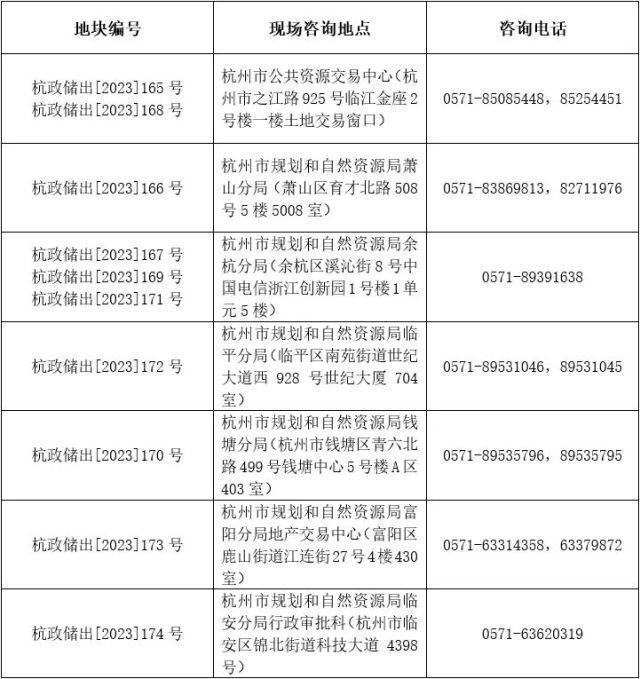 地块编号
现场咨询地点
咨询电话
杭政储出[2023]165 号
杭政储出[2023]168 号
杭州市公共资源交易中心（杭
州市之江路 925 号临江金座 2
号楼一楼土地交易窗口）
0571-85085448，85254451
杭政储出[2023]166 号
杭州市规划和自然资源局萧
山分局（萧山区育才北路 508
号 5 楼 5008 室）
0571-83869813，82711976
杭政储出[2023]167 号
杭政储出[2023]169 号
杭政储出[2023]171 号
杭州市规划和自然资源局余
杭分局（余杭区溪沁街 8 号中
国电信浙江创新园 1 号楼 1 单
元 5 楼）
0571-89391638
杭政储出[2023]172 号
杭州市规划和自然资源局临
平分局（临平区南苑街道世纪
大道西 928 号世纪大厦 704
室）
0571-89531046，89531045
杭政储出[2023]170 号
杭州市规划和自然资源局钱
塘分局（杭州市钱塘区青六北
路 499 号钱塘中心 5 号楼 A 区
403 室）
0571-89535796，89535795
杭政储出[2023]173 号
杭州市规划和自然资源局富
阳分局地产交易中心（富阳区
鹿山街道江连街 27 号 4 楼 430
室）
0571-63314358，63379872
杭政储出[2023]174 号
杭州市规划和自然资源局临
安分局行政审批科（杭州市临
安区锦北街道科技大道 4398
号）
0571-63620319